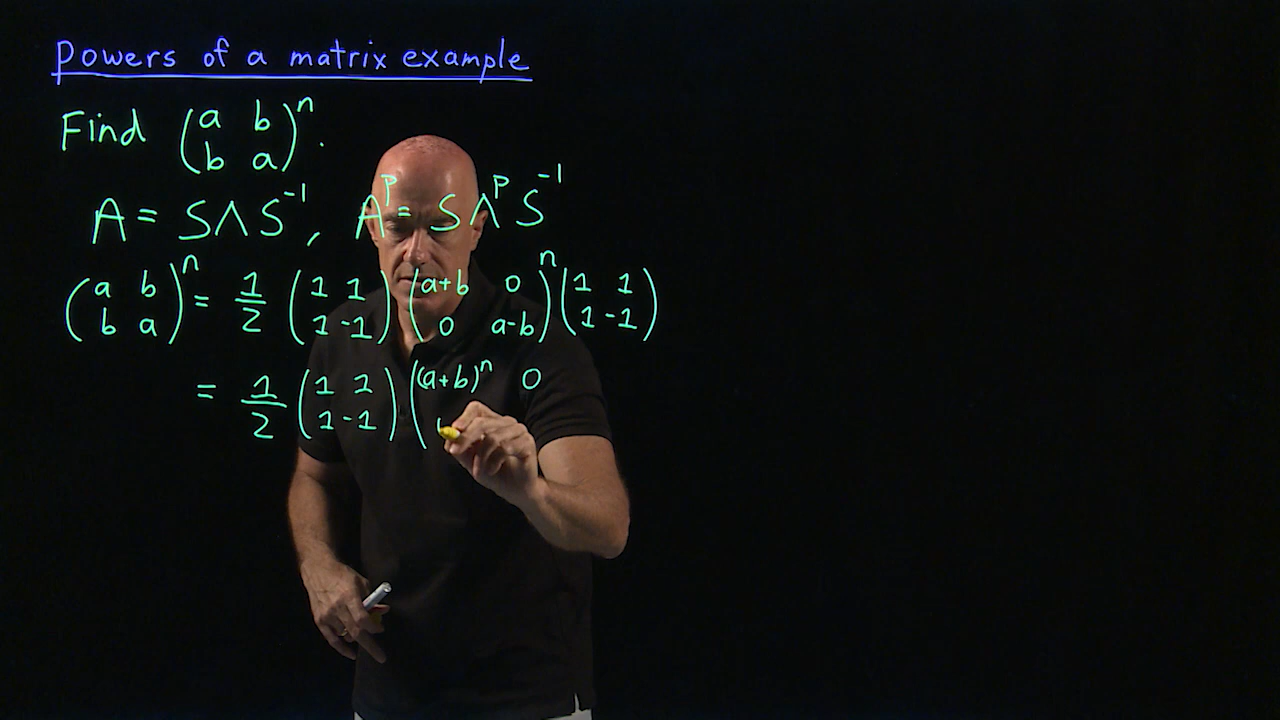 Powers of a matrix example
Find (a b; b a)^n.
A = SΛS^-1, A^p = SΛ^p S^-1
(a b; b a)^n = 1/2 (1 1; 1 -1) (a+b 0; 0 a-b)^n (1 1; 1 -1)
= 1/2 (1 1; 1 -1) ((a+b)^n 0